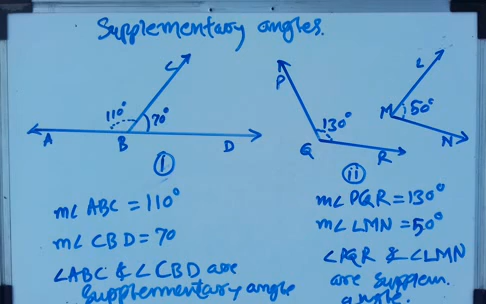 Supplementary angles.
C
110° 70°
A B D
i
P
130°
Q R
L
M 50°
N
ii
m∠ABC = 110°
m∠CBD = 70
∠ABC & ∠CBD are
Supplemmentary angle
m∠PQR = 130°
m∠LMN = 50°
∠PQR & ∠LMN
are supplem.
angle.